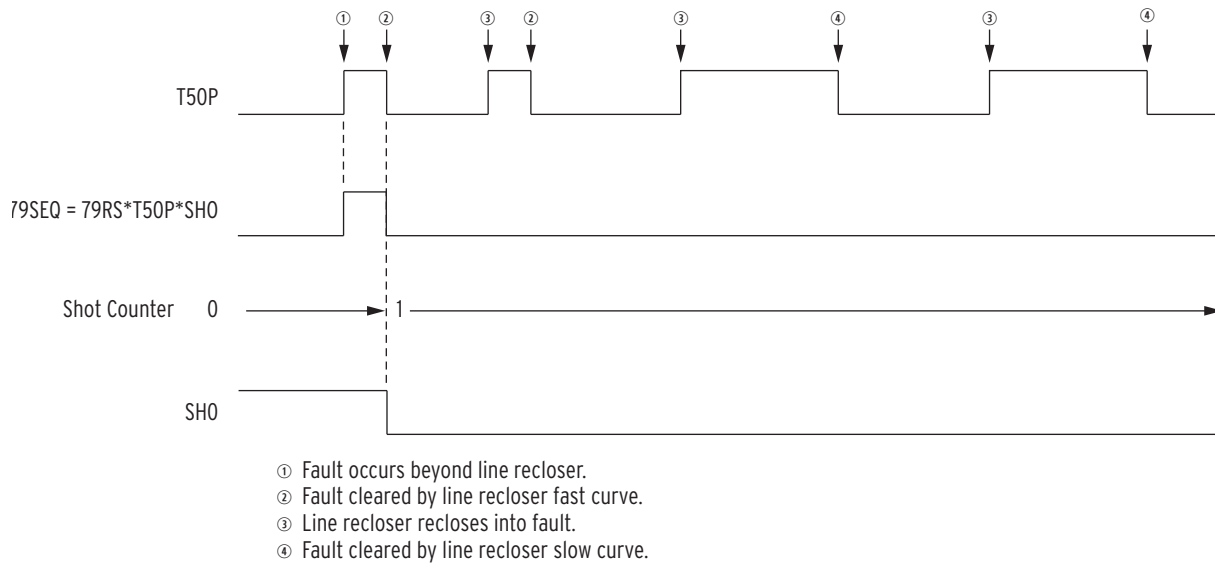 ① ② ③ ② ③ ④ ③ ④
T50P
79SEQ = 79RS*T50P*SH0
Shot Counter 0 1
SH0
① Fault occurs beyond line recloser.
② Fault cleared by line recloser fast curve.
③ Line recloser recloses into fault.
④ Fault cleared by line recloser slow curve.